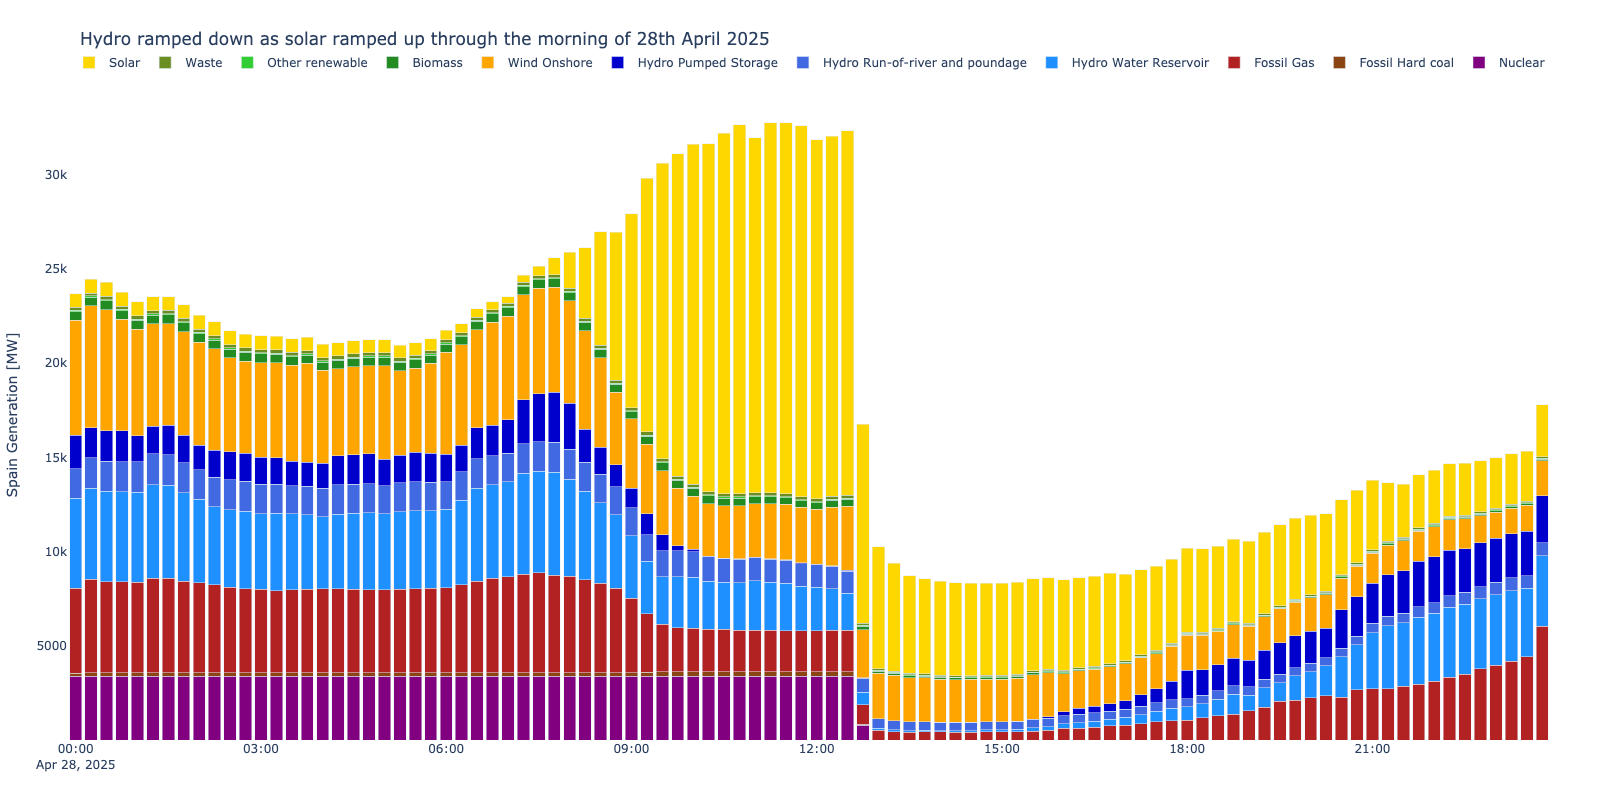 Hydro ramped down as solar ramped up through the morning of 28th April 2025
Solar Waste Other renewable Biomass Wind Onshore Hydro Pumped Storage Hydro Run-of-river and poundage Hydro Water Reservoir Fossil Gas Fossil Hard coal Nuclear
Spain Generation [MW]
30k
25k
20k
15k
10k
5000
00:00 03:00 06:00 09:00 12:00 15:00 18:00 21:00
Apr 28, 2025